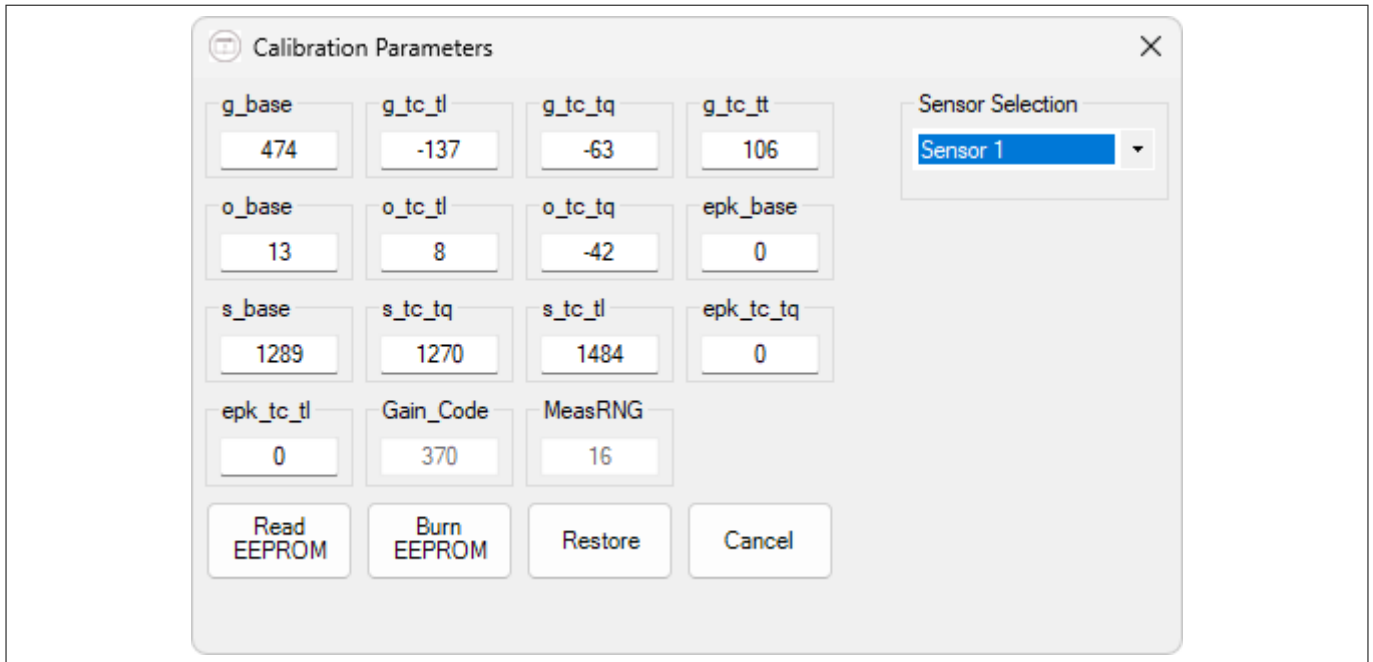 Calibration Parameters
g_base g_tc_tl g_tc_tq g_tc_tt Sensor Selection
474 -137 -63 106 Sensor 1
o_base o_tc_tl o_tc_tq epk_base
13 8 -42 0
s_base s_tc_tq s_tc_tl epk_tc_tq
1289 1270 1484 0
epk_tc_tl Gain_Code MeasRNG
0 370 16
Read
EEPROM
Burn
EEPROM
Restore
Cancel